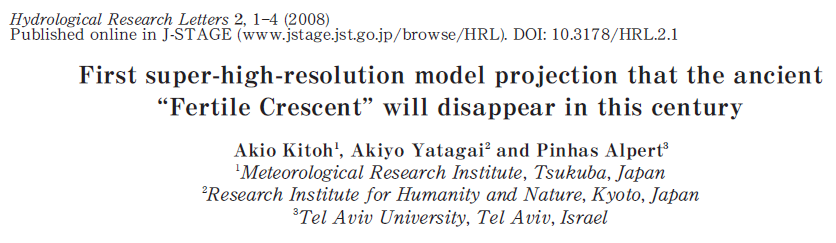 Hydrological Research Letters 2, 1–4 (2008)
Published online in J-STAGE (www.jstage.jst.go.jp/browse/HRL). DOI: 10.3178/HRL.2.1
First super-high-resolution model projection that the ancient
“Fertile Crescent” will disappear in this century
Akio Kitoh¹, Akiyo Yatagai² and Pinhas Alpert³
¹Meteorological Research Institute, Tsukuba, Japan
²Research Institute for Humanity and Nature, Kyoto, Japan
³Tel Aviv University, Tel Aviv, Israel